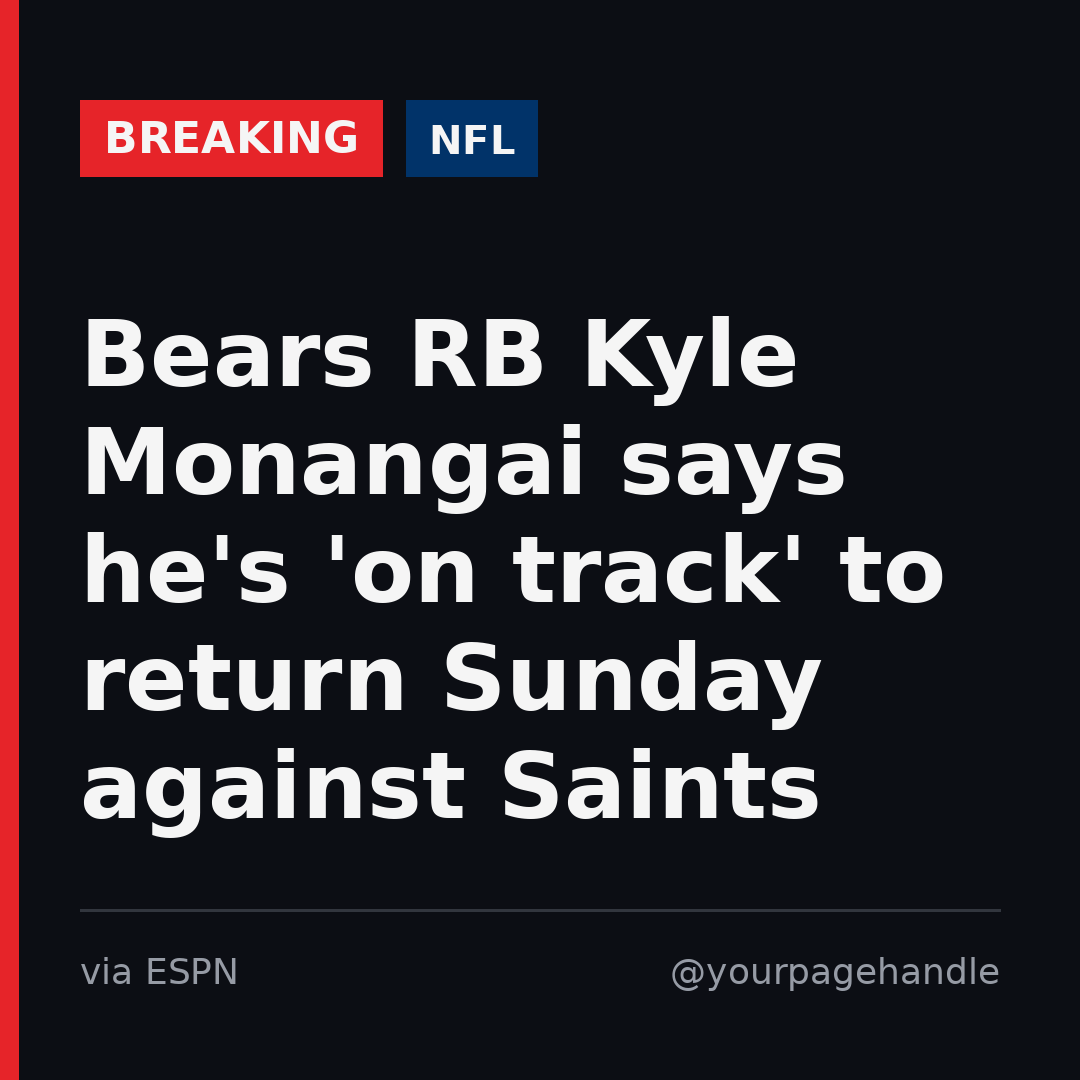 BREAKING NFL
Bears RB Kyle
Monangai says
he's 'on track' to
return Sunday
against Saints
via ESPN @yourpagehandle